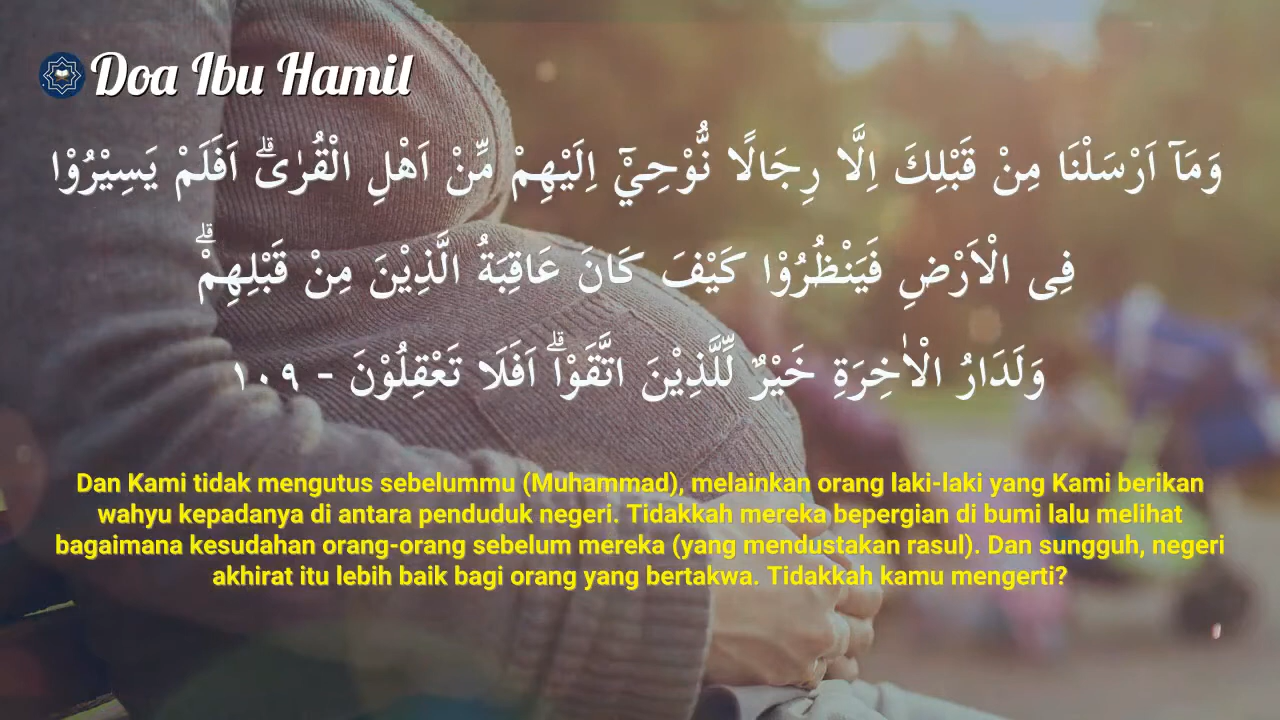 Doa Ibu Hamil
وَمَآ اَرْسَلْنَا مِنْ قَبْلِكَ اِلَّا رِجَالًا نُّوْحِيْٓ اِلَيْهِمْ مِّنْ اَهْلِ الْقُرٰىۗ اَفَلَمْ يَسِيْرُوْا
فِى الْاَرْضِ فَيَنْظُرُوْا كَيْفَ كَانَ عَاقِبَةُ الَّذِيْنَ مِنْ قَبْلِهِمْۗ
وَلَدَارُ الْاٰخِرَةِ خَيْرٌ لِّلَّذِيْنَ اتَّقَوْاۗ اَفَلَا تَعْقِلُوْنَ - ١٠٩
Dan Kami tidak mengutus sebelummu (Muhammad), melainkan orang laki-laki yang Kami berikan
wahyu kepadanya di antara penduduk negeri. Tidakkah mereka bepergian di bumi lalu melihat
bagaimana kesudahan orang-orang sebelum mereka (yang mendustakan rasul). Dan sungguh, negeri
akhirat itu lebih baik bagi orang yang bertakwa. Tidakkah kamu mengerti?